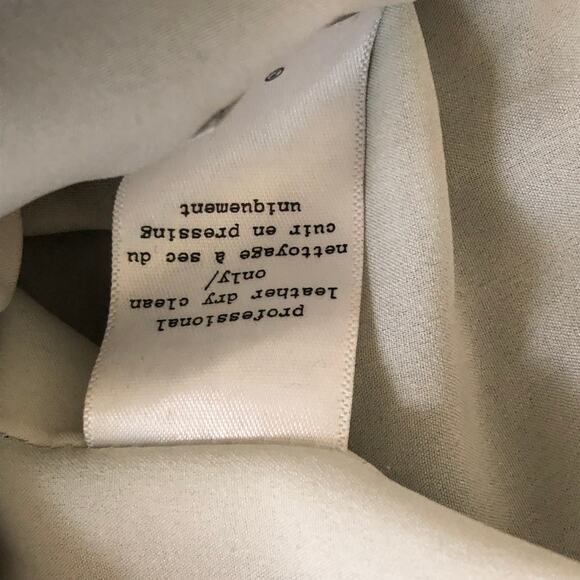 professional
leather dry clean
only/
nettoyage à sec du
cuir en pressing
uniquement